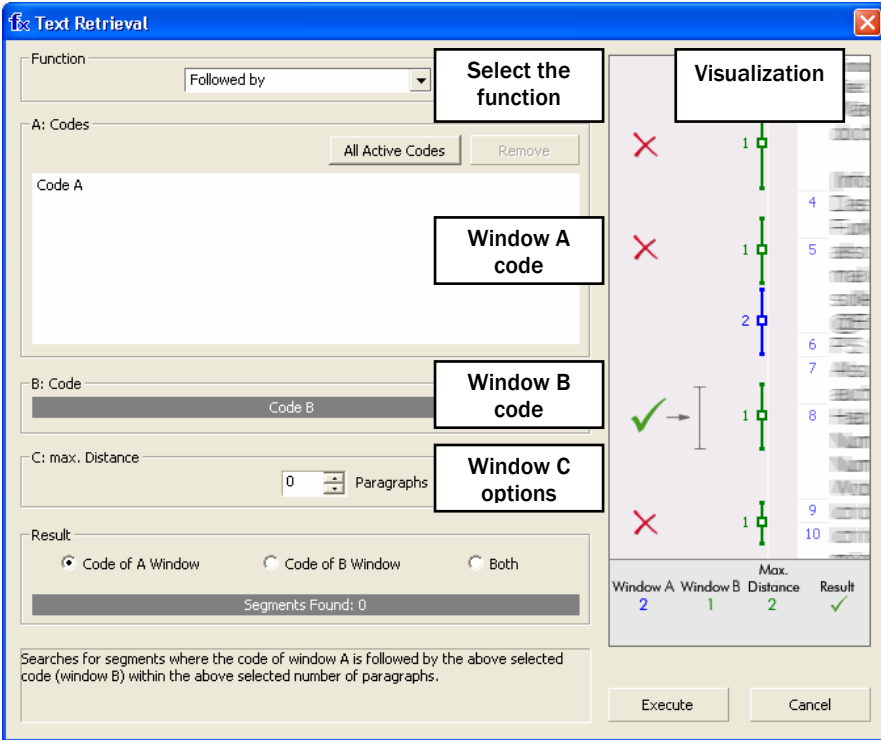 Text Retrieval
Function
Followed by
Select the
function
A: Codes
All Active Codes
Remove
Code A
Window A
code
B: Code
Code B
Window B
code
C: max. Distance
0
Paragraphs
Window C
options
Result
Code of A Window
Code of B Window
Both
Segments Found: 0
Searches for segments where the code of window A is followed by the above selected
code (window B) within the above selected number of paragraphs.
Visualization
1
4
1
5
2
6
7
1
8
9
1
10
Max.
Window A Window B Distance Result
2 1 2
Execute
Cancel